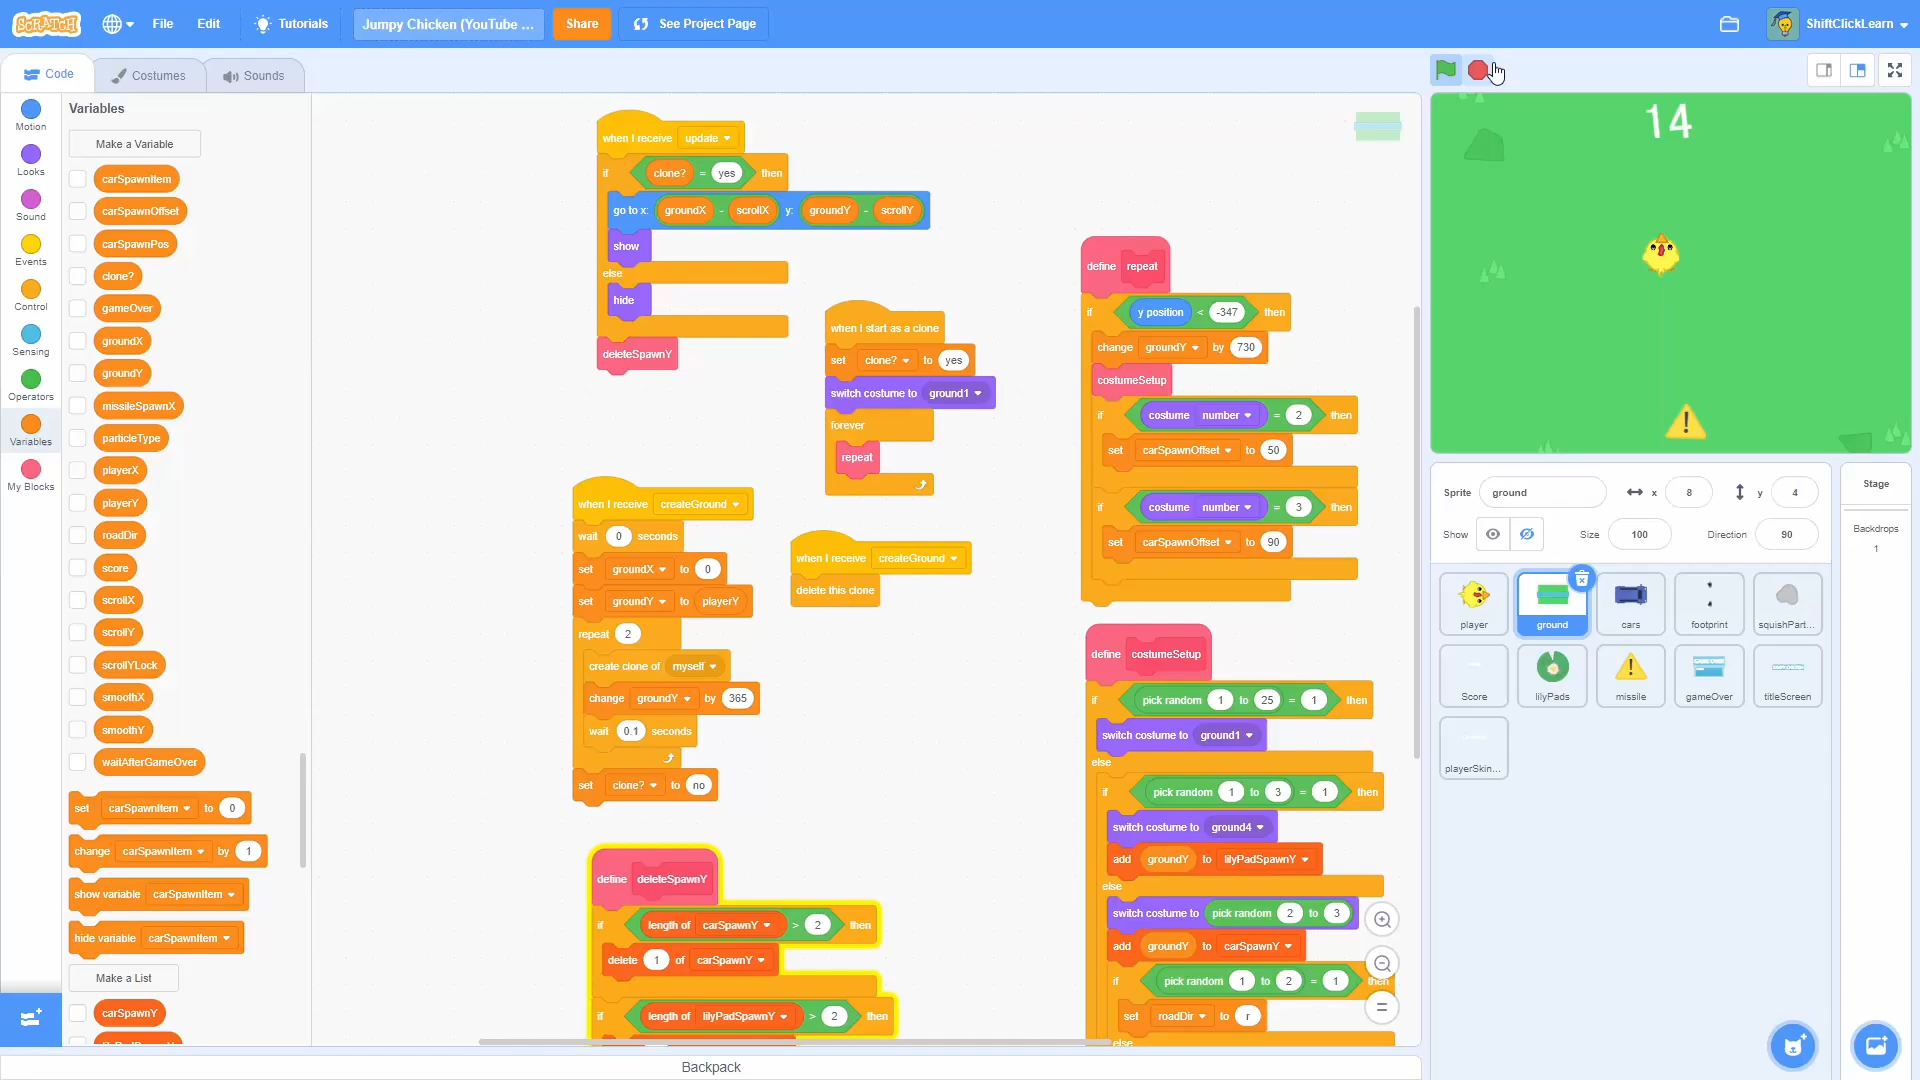 SCRATCH
File
Edit
Tutorials
Jumpy Chicken (YouTube ...
Share
See Project Page
ShiftClickLearn
Code
Costumes
Sounds
Motion
Looks
Sound
Events
Control
Sensing
Operators
Variables
My Blocks
Variables
Make a Variable
carSpawnItem
carSpawnOffset
carSpawnPos
clone?
gameOver
groundX
groundY
missileSpawnX
particleType
playerX
playerY
roadDir
score
scrollX
scrollY
scrollYLock
smoothX
smoothY
waitAfterGameOver
set carSpawnItem to 0
change carSpawnItem by 1
show variable carSpawnItem
hide variable carSpawnItem
Make a List
carSpawnY
when I receive update
if clone? = yes then
go to x: groundX - scrollX y: groundY - scrollY
show
else
hide
deleteSpawnY
when I start as a clone
set clone? to yes
switch costume to ground1
forever
repeat
when I receive createGround
wait 0 seconds
set groundX to 0
set groundY to playerY
repeat 2
create clone of myself
change groundY by 365
wait 0.1 seconds
set clone? to no
when I receive createGround
delete this clone
define deleteSpawnY
if length of carSpawnY > 2 then
delete 1 of carSpawnY
if length of lilyPadSpawnY > 2 then
define repeat
if y position < -347 then
change groundY by 730
costumeSetup
if costume number = 2 then
set carSpawnOffset to 50
if costume number = 3 then
set carSpawnOffset to 90
define costumeSetup
if pick random 1 to 25 = 1 then
switch costume to ground1
else
if pick random 1 to 3 = 1 then
switch costume to ground4
add groundY to lilyPadSpawnY
else
switch costume to pick random 2 to 3
add groundY to carSpawnY
if pick random 1 to 2 = 1 then
set roadDir to r
else
Backpack
14
Sprite ground x 8 y 4
Show Size 100 Direction 90
player
ground
cars
footprint
squishPart...
Score
lilyPads
missile
gameOver
titleScreen
playerSkin...
Stage
Backdrops
1